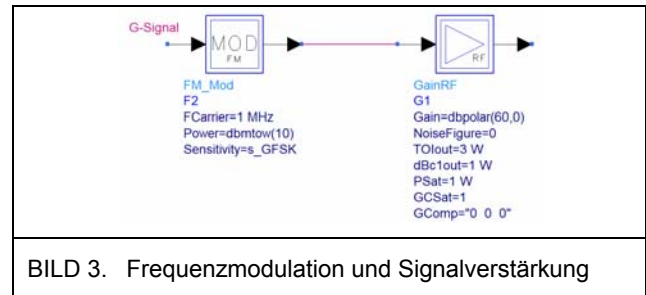 G-Signal
MOD
FM
RF
FM_Mod
F2
FCarrier=1 MHz
Power=dbmtow(10)
Sensitivity=s_GFSK
GainRF
G1
Gain=dbpolar(60,0)
NoiseFigure=0
TOIout=3 W
dBc1out=1 W
PSat=1 W
GCSat=1
GComp="0 0 0"
BILD 3. Frequenzmodulation und Signalverstärkung